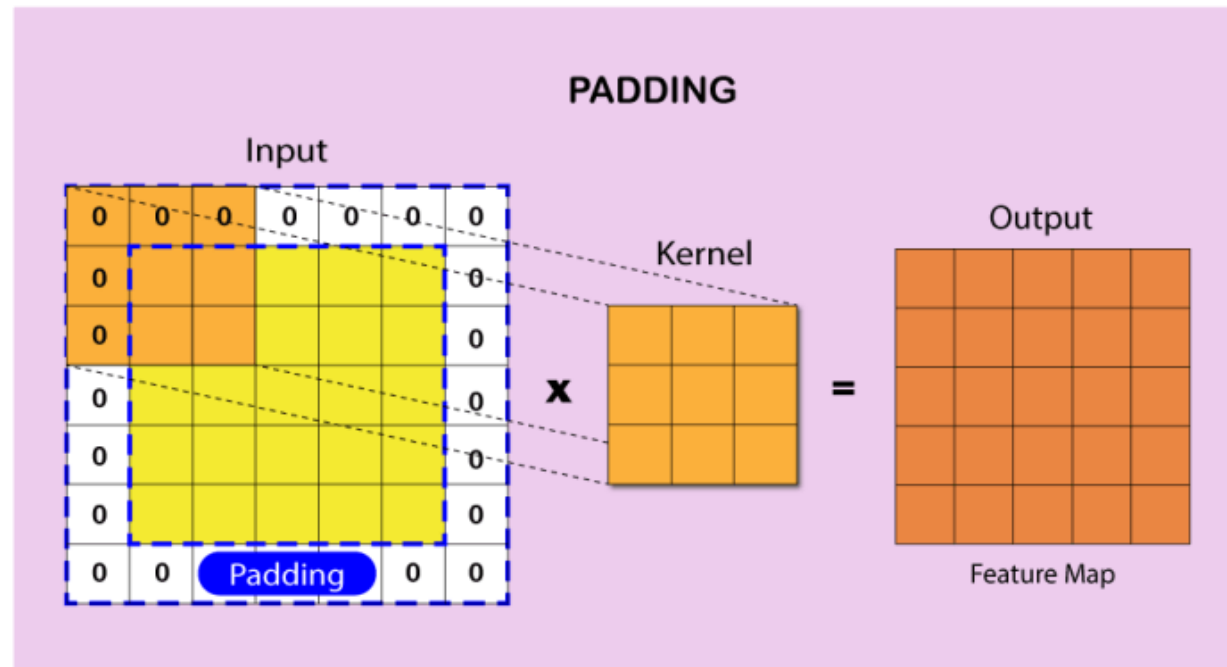 PADDING
Input
0 0 0 0 0 0 0
0 0
0 0
0 0
0 0
0 0
0 0 Padding 0 0
Kernel
x
=
Output
Feature Map